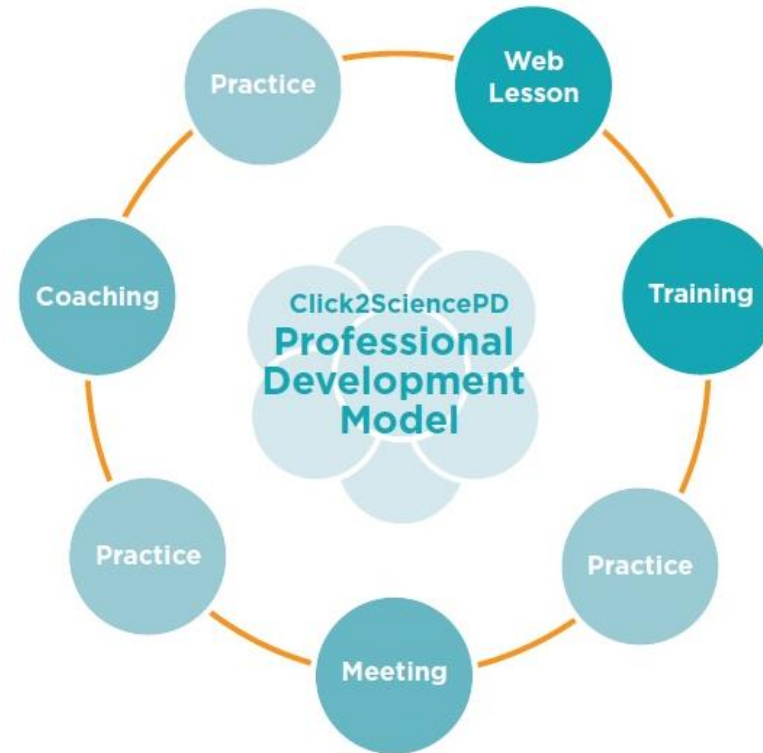 Practice
Web
Lesson
Coaching
Click2SciencePD
Professional
Development
Model
Training
Practice
Practice
Meeting